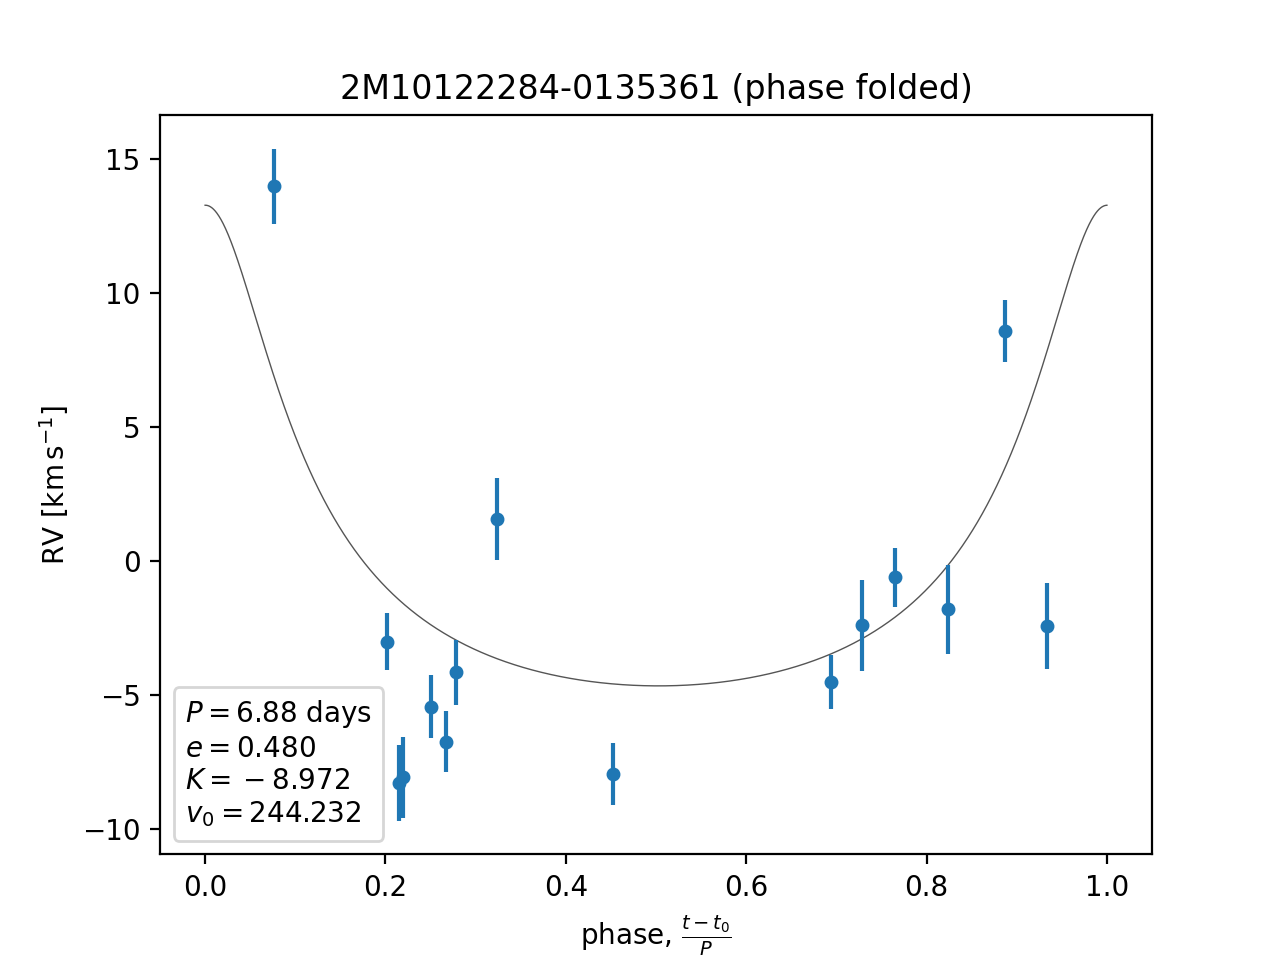 2M10122284-0135361 (phase folded)
15
10
5
0
−5
−10
RV [km s⁻¹]
P = 6.88 days
e = 0.480
K = −8.972
v₀ = 244.232
0.0 0.2 0.4 0.6 0.8 1.0
phase, (t − t₀)/P